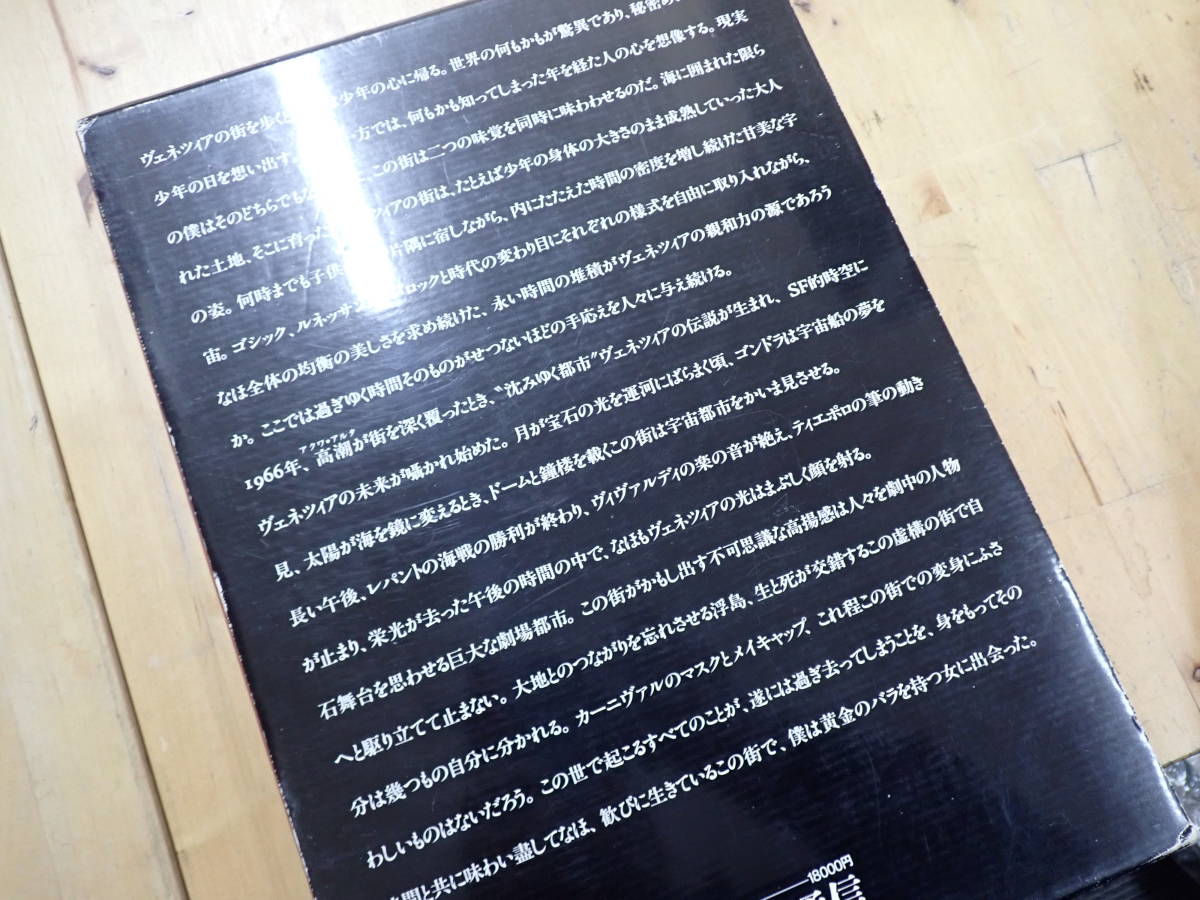 ヴェネツィアの街を歩くと 少年の心に帰る。世界の何もかもが驚異であり、秘密め
少年の日を想い出す。 方では、何もかも知ってしまった年を経た人の心を想像する。現実
の僕はそのどちらでもな この街は二つの味覚を同時に味わわせるのだ。海に囲まれた限ら
れた土地、そこに育った ツィアの街は、たとえば少年の身体の大きさのまま成熟していった大人
の姿。何時までも子供 片隅に宿しながら、内にたたえた時間の密度を増し続けた甘美な宇
宙。ゴシック、ルネッサン ロックと時代の変わり目にそれぞれの様式を自由に取り入れながら、
なほ全体の均衡の美しさを求め続けた、永い時間の堆積がヴェネツィアの親和力の源であろう
か。ここでは過ぎゆく時間そのものがせつないほどの手応えを人々に与え続ける。
アクワ・アルタ
1966年、高潮が街を深く覆ったとき、〝沈みゆく都市〟ヴェネツィアの伝説が生まれ、SF的時空に
ヴェネツィアの未来が囁かれ始めた。月が宝石の光を運河にばらまく頃、ゴンドラは宇宙船の夢を
見、太陽が海を鏡に変えるとき、ドームと鐘楼を載くこの街は宇宙都市をかいま見させる。
長い午後、レパントの海戦の勝利が終わり、ヴィヴァルディの楽の音が絶え、ティエポロの筆の動き
が止まり、栄光が去った午後の時間の中で、なほもヴェネツィアの光はまぶしく顔を射る。
石舞台を思わせる巨大な劇場都市。この街がかもし出す不可思議な高揚感は人々を劇中の人物
へと駆り立てて止まない。大地とのつながりを忘れさせる浮島、生と死が交錯するこの虚構の街で自
分は幾つもの自分に分かれる。カーニヴァルのマスクとメイキャップ、これ程この街での変身にふさ
わしいものはないだろう。この世で起こるすべてのことが、遂には過ぎ去ってしまうことを、身をもってその
間と共に味わい盡してなほ、歓びに生きているこの街で、僕は黄金のバラを持つ女に出会った。
18000円
信